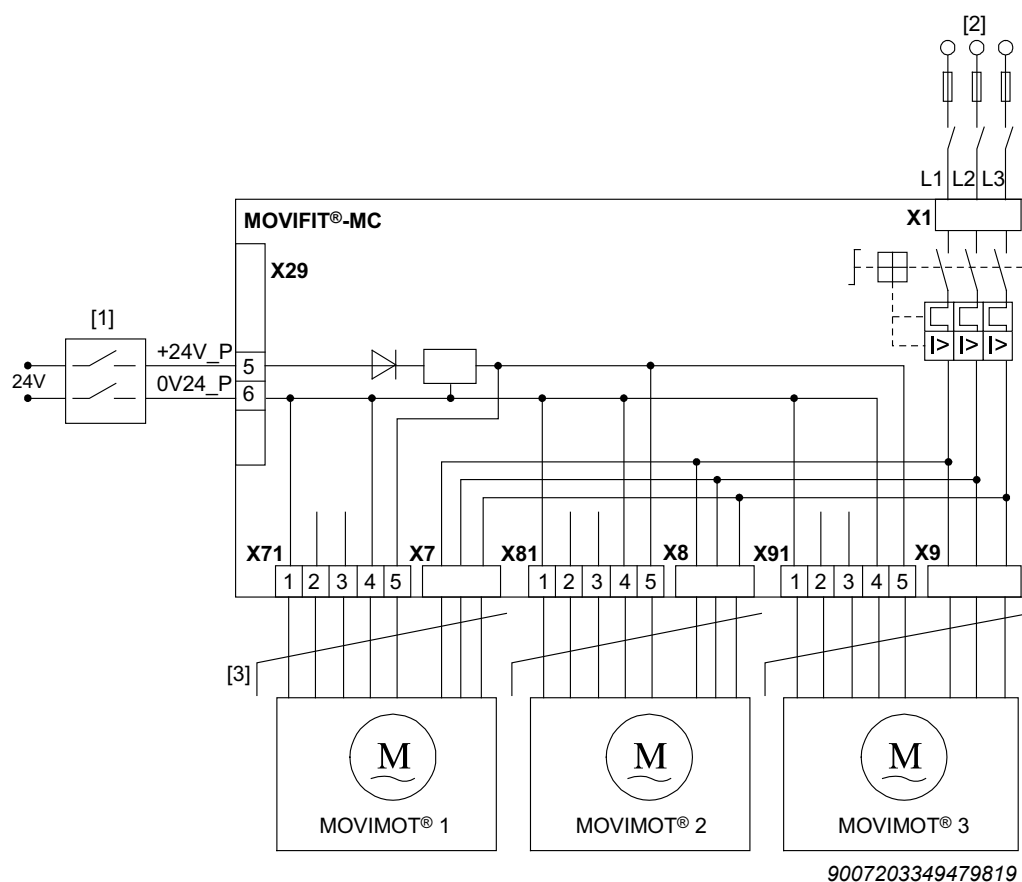 [2]
L1 L2 L3
MOVIFIT®-MC
X1
X29
[1]
+24V_P
5
24V
0V24_P
6
I> I> I>
X71 X7 X81 X8 X91 X9
1 2 3 4 5 1 2 3 4 5 1 2 3 4 5
[3]
M M M
MOVIMOT® 1 MOVIMOT® 2 MOVIMOT® 3
9007203349479819